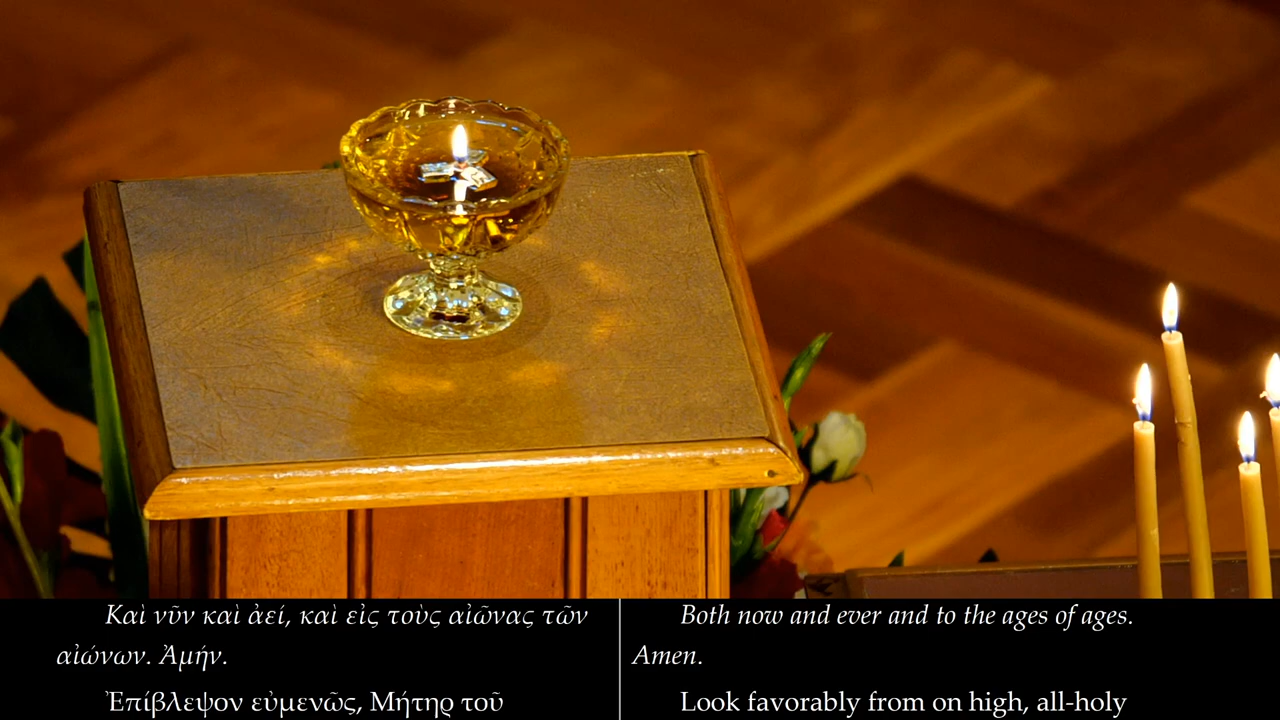 Καὶ νῦν καὶ ἀεί, καὶ εἰς τοὺς αἰῶνας τῶν
αἰώνων. Ἀμήν.
Ἐπίβλεψον εὐμενῶς, Μήτηρ τοῦ
Both now and ever and to the ages of ages.
Amen.
Look favorably from on high, all-holy